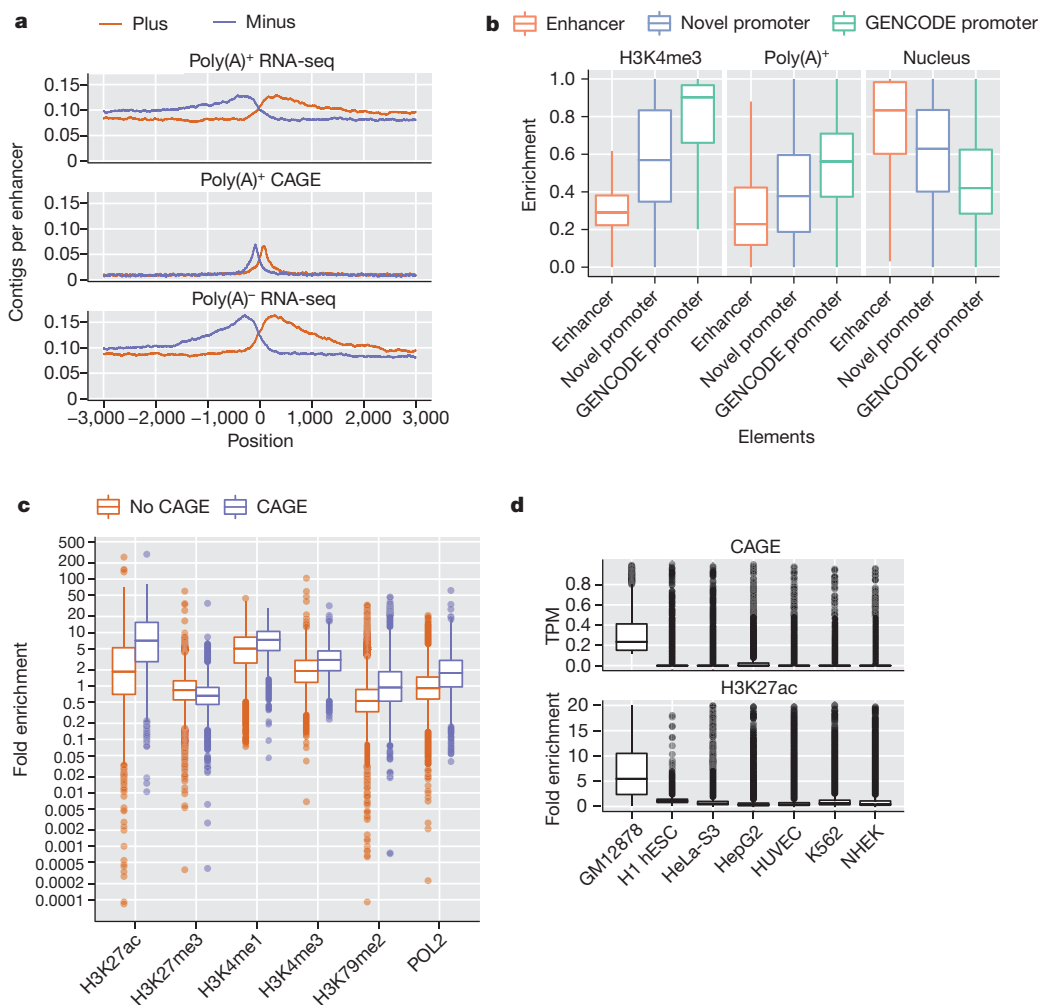 a
Plus
Minus
Poly(A)+ RNA-seq
0.15
0.10
0.05
0
Poly(A)+ CAGE
0.15
0.10
0.05
0
Poly(A)− RNA-seq
0.15
0.10
0.05
0
Contigs per enhancer
−3,000
−1,000
0
1,000
3,000
Position
b
Enhancer
Novel promoter
GENCODE promoter
H3K4me3
Poly(A)+
Nucleus
1.0
0.8
0.6
0.4
0.2
0.0
Enrichment
Enhancer
Novel promoter
GENCODE promoter
Enhancer
Novel promoter
GENCODE promoter
Enhancer
Novel promoter
GENCODE promoter
Elements
c
No CAGE
CAGE
500
200
100
50
20
10
5
2
1
0.5
0.2
0.1
0.05
0.02
0.01
0.005
0.002
0.001
0.0005
0.0002
0.0001
Fold enrichment
H3K27ac
H3K27me3
H3K4me1
H3K4me3
H3K79me2
POL2
d
CAGE
0.8
0.6
0.4
0.2
0.0
TPM
H3K27ac
20
15
10
5
0
Fold enrichment
GM12878
H1 hESC
HeLa-S3
HepG2
HUVEC
K562
NHEK